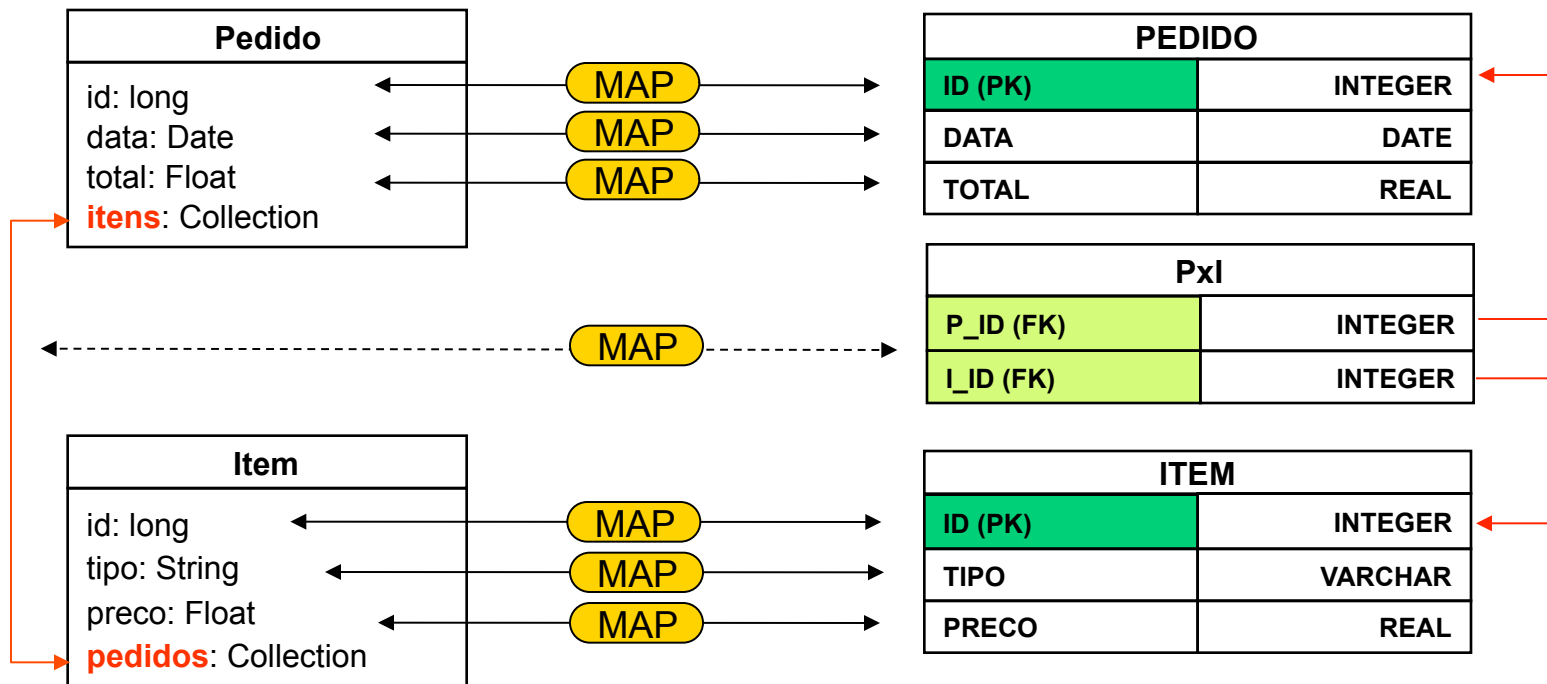 Pedido
id: long
data: Date
total: Float
itens: Collection
MAP
MAP
MAP
PEDIDO
ID (PK) INTEGER
DATA DATE
TOTAL REAL
MAP
PxI
P_ID (FK) INTEGER
I_ID (FK) INTEGER
Item
id: long
tipo: String
preco: Float
pedidos: Collection
MAP
MAP
MAP
ITEM
ID (PK) INTEGER
TIPO VARCHAR
PRECO REAL